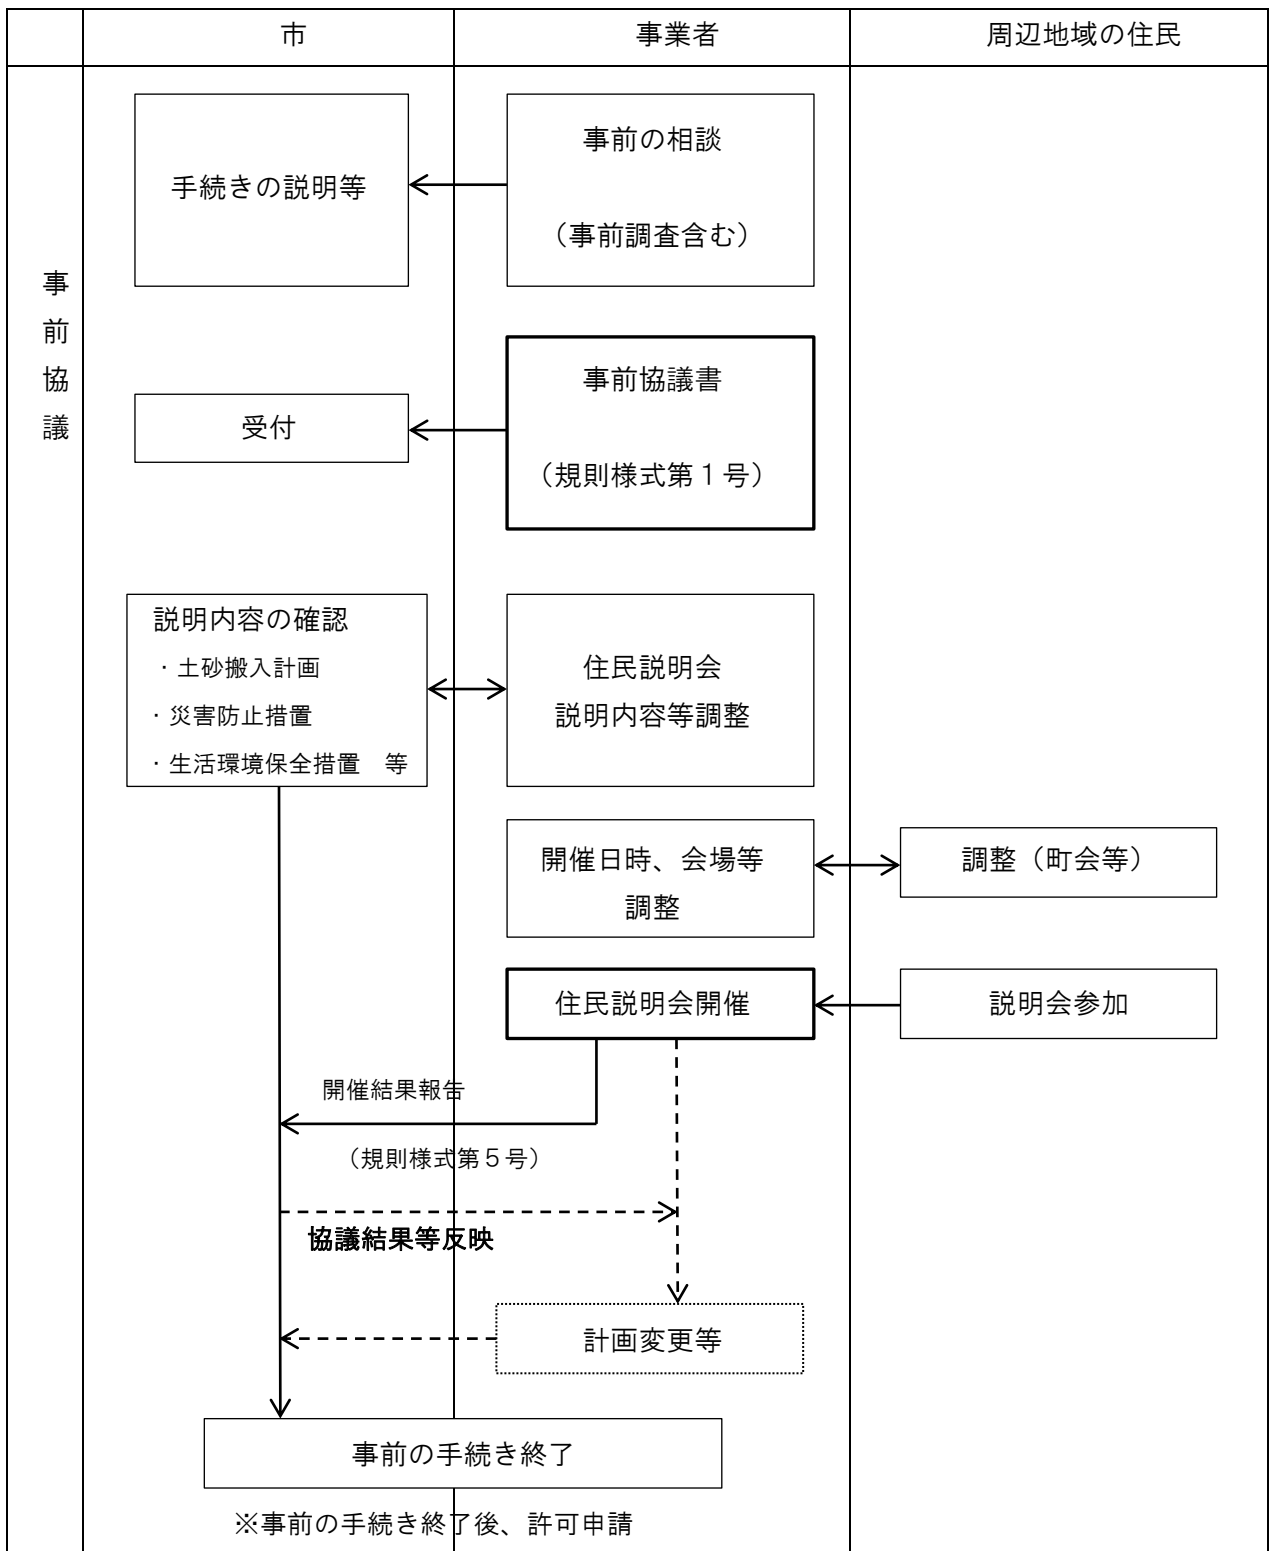 市
事業者
周辺地域の住民
事前協議
手続きの説明等
事前の相談
（事前調査含む）
受付
事前協議書
（規則様式第１号）
説明内容の確認
・土砂搬入計画
・災害防止措置
・生活環境保全措置　等
住民説明会
説明内容等調整
開催日時、会場等
調整
調整（町会等）
住民説明会開催
説明会参加
開催結果報告
（規則様式第５号）
協議結果等反映
計画変更等
事前の手続き終了
※事前の手続き終了後、許可申請